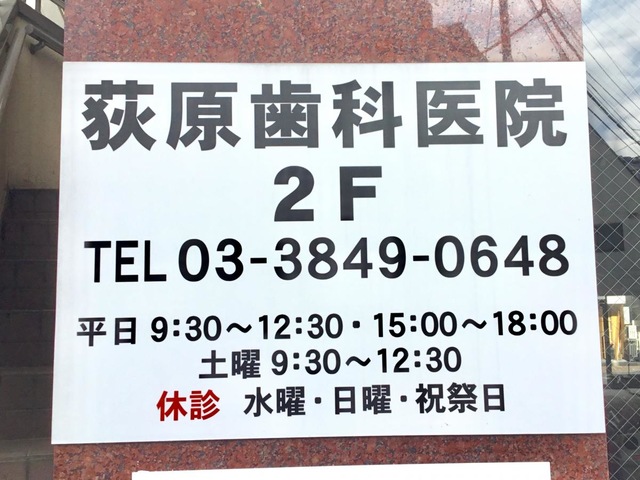 荻原歯科医院
2F
TEL 03-3849-0648
平日 9:30〜12:30・15:00〜18:00
土曜 9:30〜12:30
休診 水曜・日曜・祝祭日